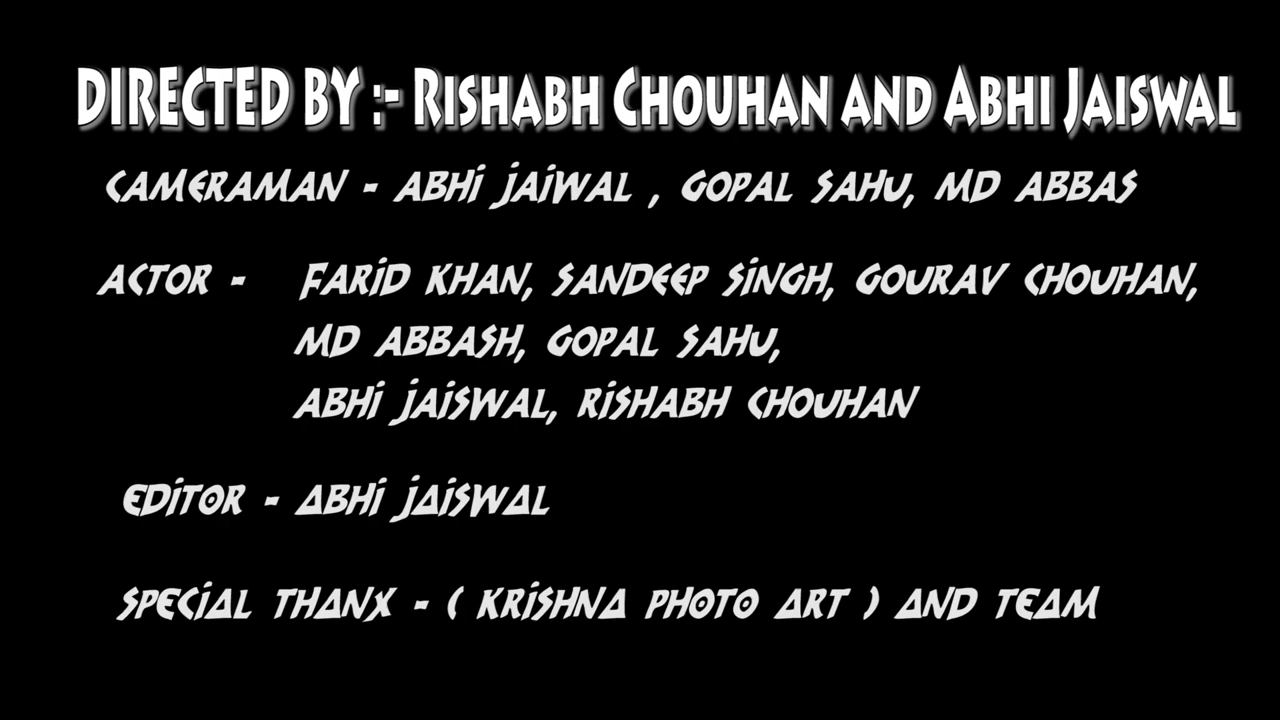 DIRECTED BY :- RISHABH CHOUHAN AND ABHI JAISWAL
CAMERAMAN - ABHI JAIWAL , GOPAL SAHU, MD ABBAS
ACTOR - FARID KHAN, SANDEEP SINGH, GOURAV CHOUHAN,
MD ABBASH, GOPAL SAHU,
ABHI JAISWAL, RISHABH CHOUHAN
EDITOR - ABHI JAISWAL
SPECIAL THANX - ( KRISHNA PHOTO ART ) AND TEAM